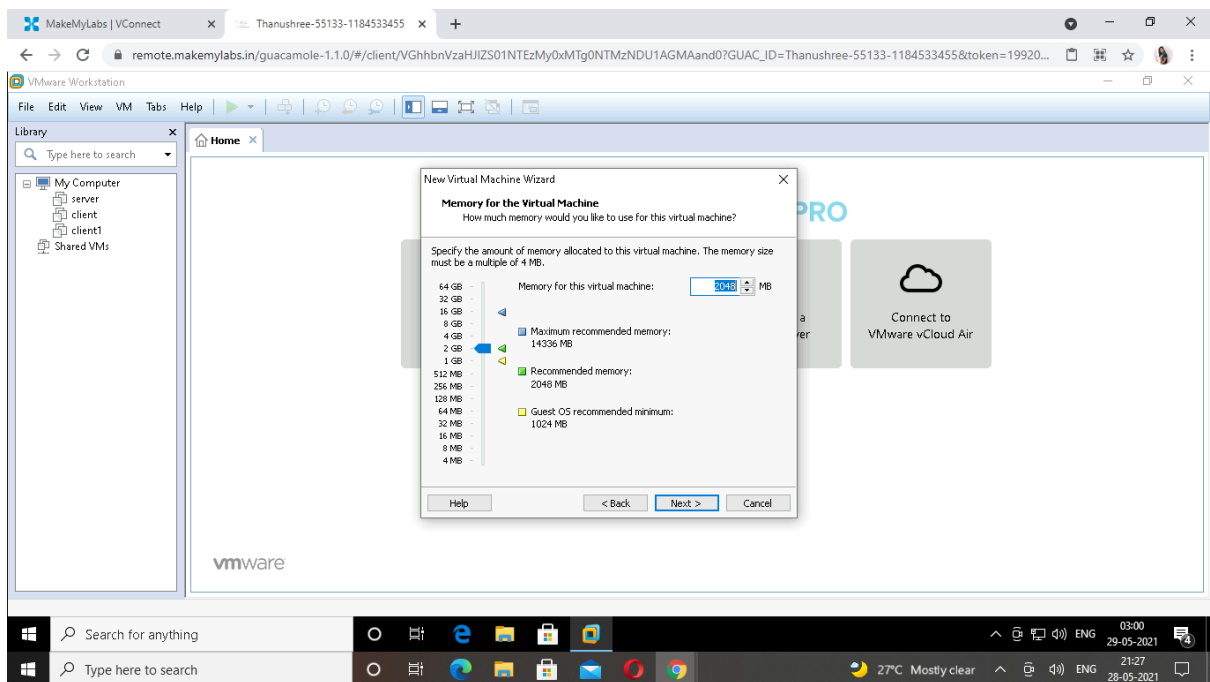 MakeMyLabs | VConnect
Thanushree-55133-1184533455
remote.makemylabs.in/guacamole-1.1.0/#/client/VGhhbnVzaHJlZS01NTEzMy0xMTg0NTMzNDU1AGMAand0?GUAC_ID=Thanushree-55133-1184533455&token=19920...
VMware Workstation
File Edit View VM Tabs Help
Library
Type here to search
Home
My Computer
server
client
client1
Shared VMs
New Virtual Machine Wizard
Memory for the Virtual Machine
How much memory would you like to use for this virtual machine?
PRO
Specify the amount of memory allocated to this virtual machine. The memory size
must be a multiple of 4 MB.
Memory for this virtual machine: 2048 MB
64 GB
32 GB
16 GB
8 GB
4 GB
2 GB
1 GB
512 MB
256 MB
128 MB
64 MB
32 MB
16 MB
8 MB
4 MB
Maximum recommended memory:
14336 MB
Recommended memory:
2048 MB
Guest OS recommended minimum:
1024 MB
Help < Back Next > Cancel
a
Connect to
VMware vCloud Air
vmware
Search for anything
ENG
03:00
29-05-2021
4
Type here to search
27°C Mostly clear
ENG
21:27
28-05-2021